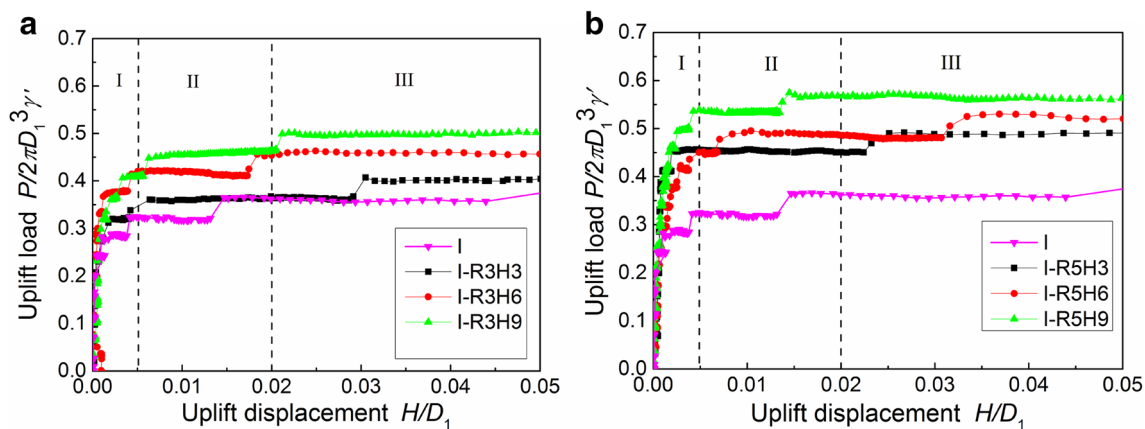 a
0.7
0.6
0.5
0.4
0.3
0.2
0.1
0.0
Uplift load P/2πD₁³γ′
I
II
III
I
I-R3H3
I-R3H6
I-R3H9
0.00
0.01
0.02
0.03
0.04
0.05
Uplift displacement H/D₁
b
0.7
0.6
0.5
0.4
0.3
0.2
0.1
0.0
Uplift load P/2πD₁³γ′
I
II
III
I
I-R5H3
I-R5H6
I-R5H9
0.00
0.01
0.02
0.03
0.04
0.05
Uplift displacement H/D₁